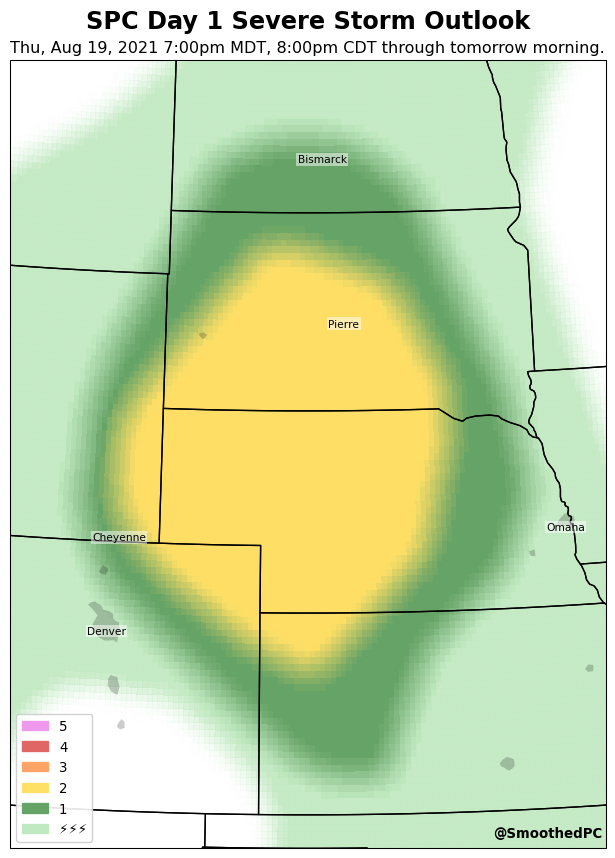 SPC Day 1 Severe Storm Outlook
Thu, Aug 19, 2021 7:00pm MDT, 8:00pm CDT through tomorrow morning.
Bismarck
Pierre
Omaha
Cheyenne
Denver
5
4
3
2
1
⚡⚡⚡
@SmoothedPC